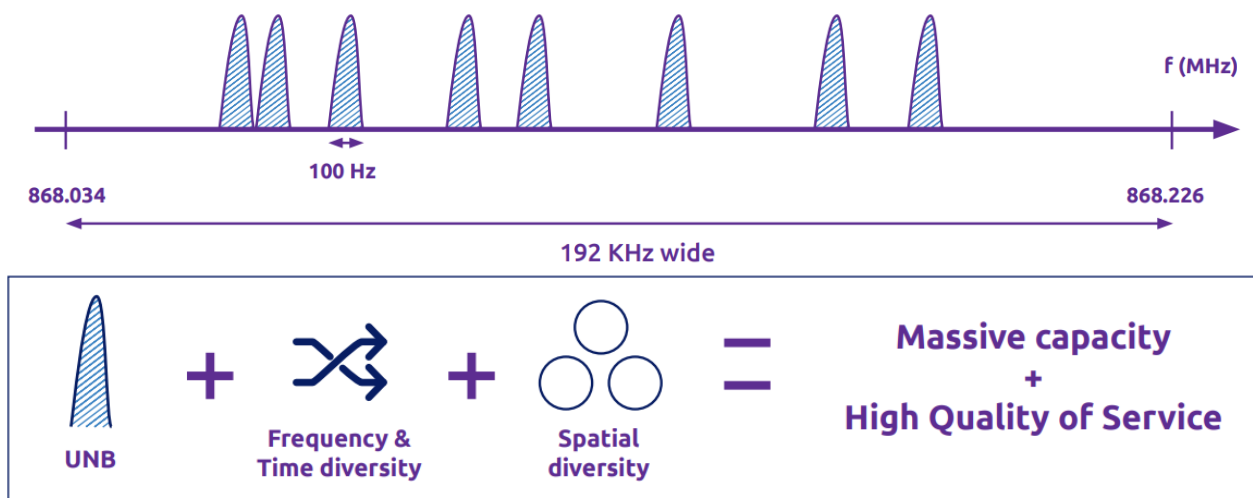 f (MHz)
100 Hz
868.034
868.226
192 KHz wide
UNB
+
Frequency &
Time diversity
+
Spatial
diversity
=
Massive capacity
+
High Quality of Service